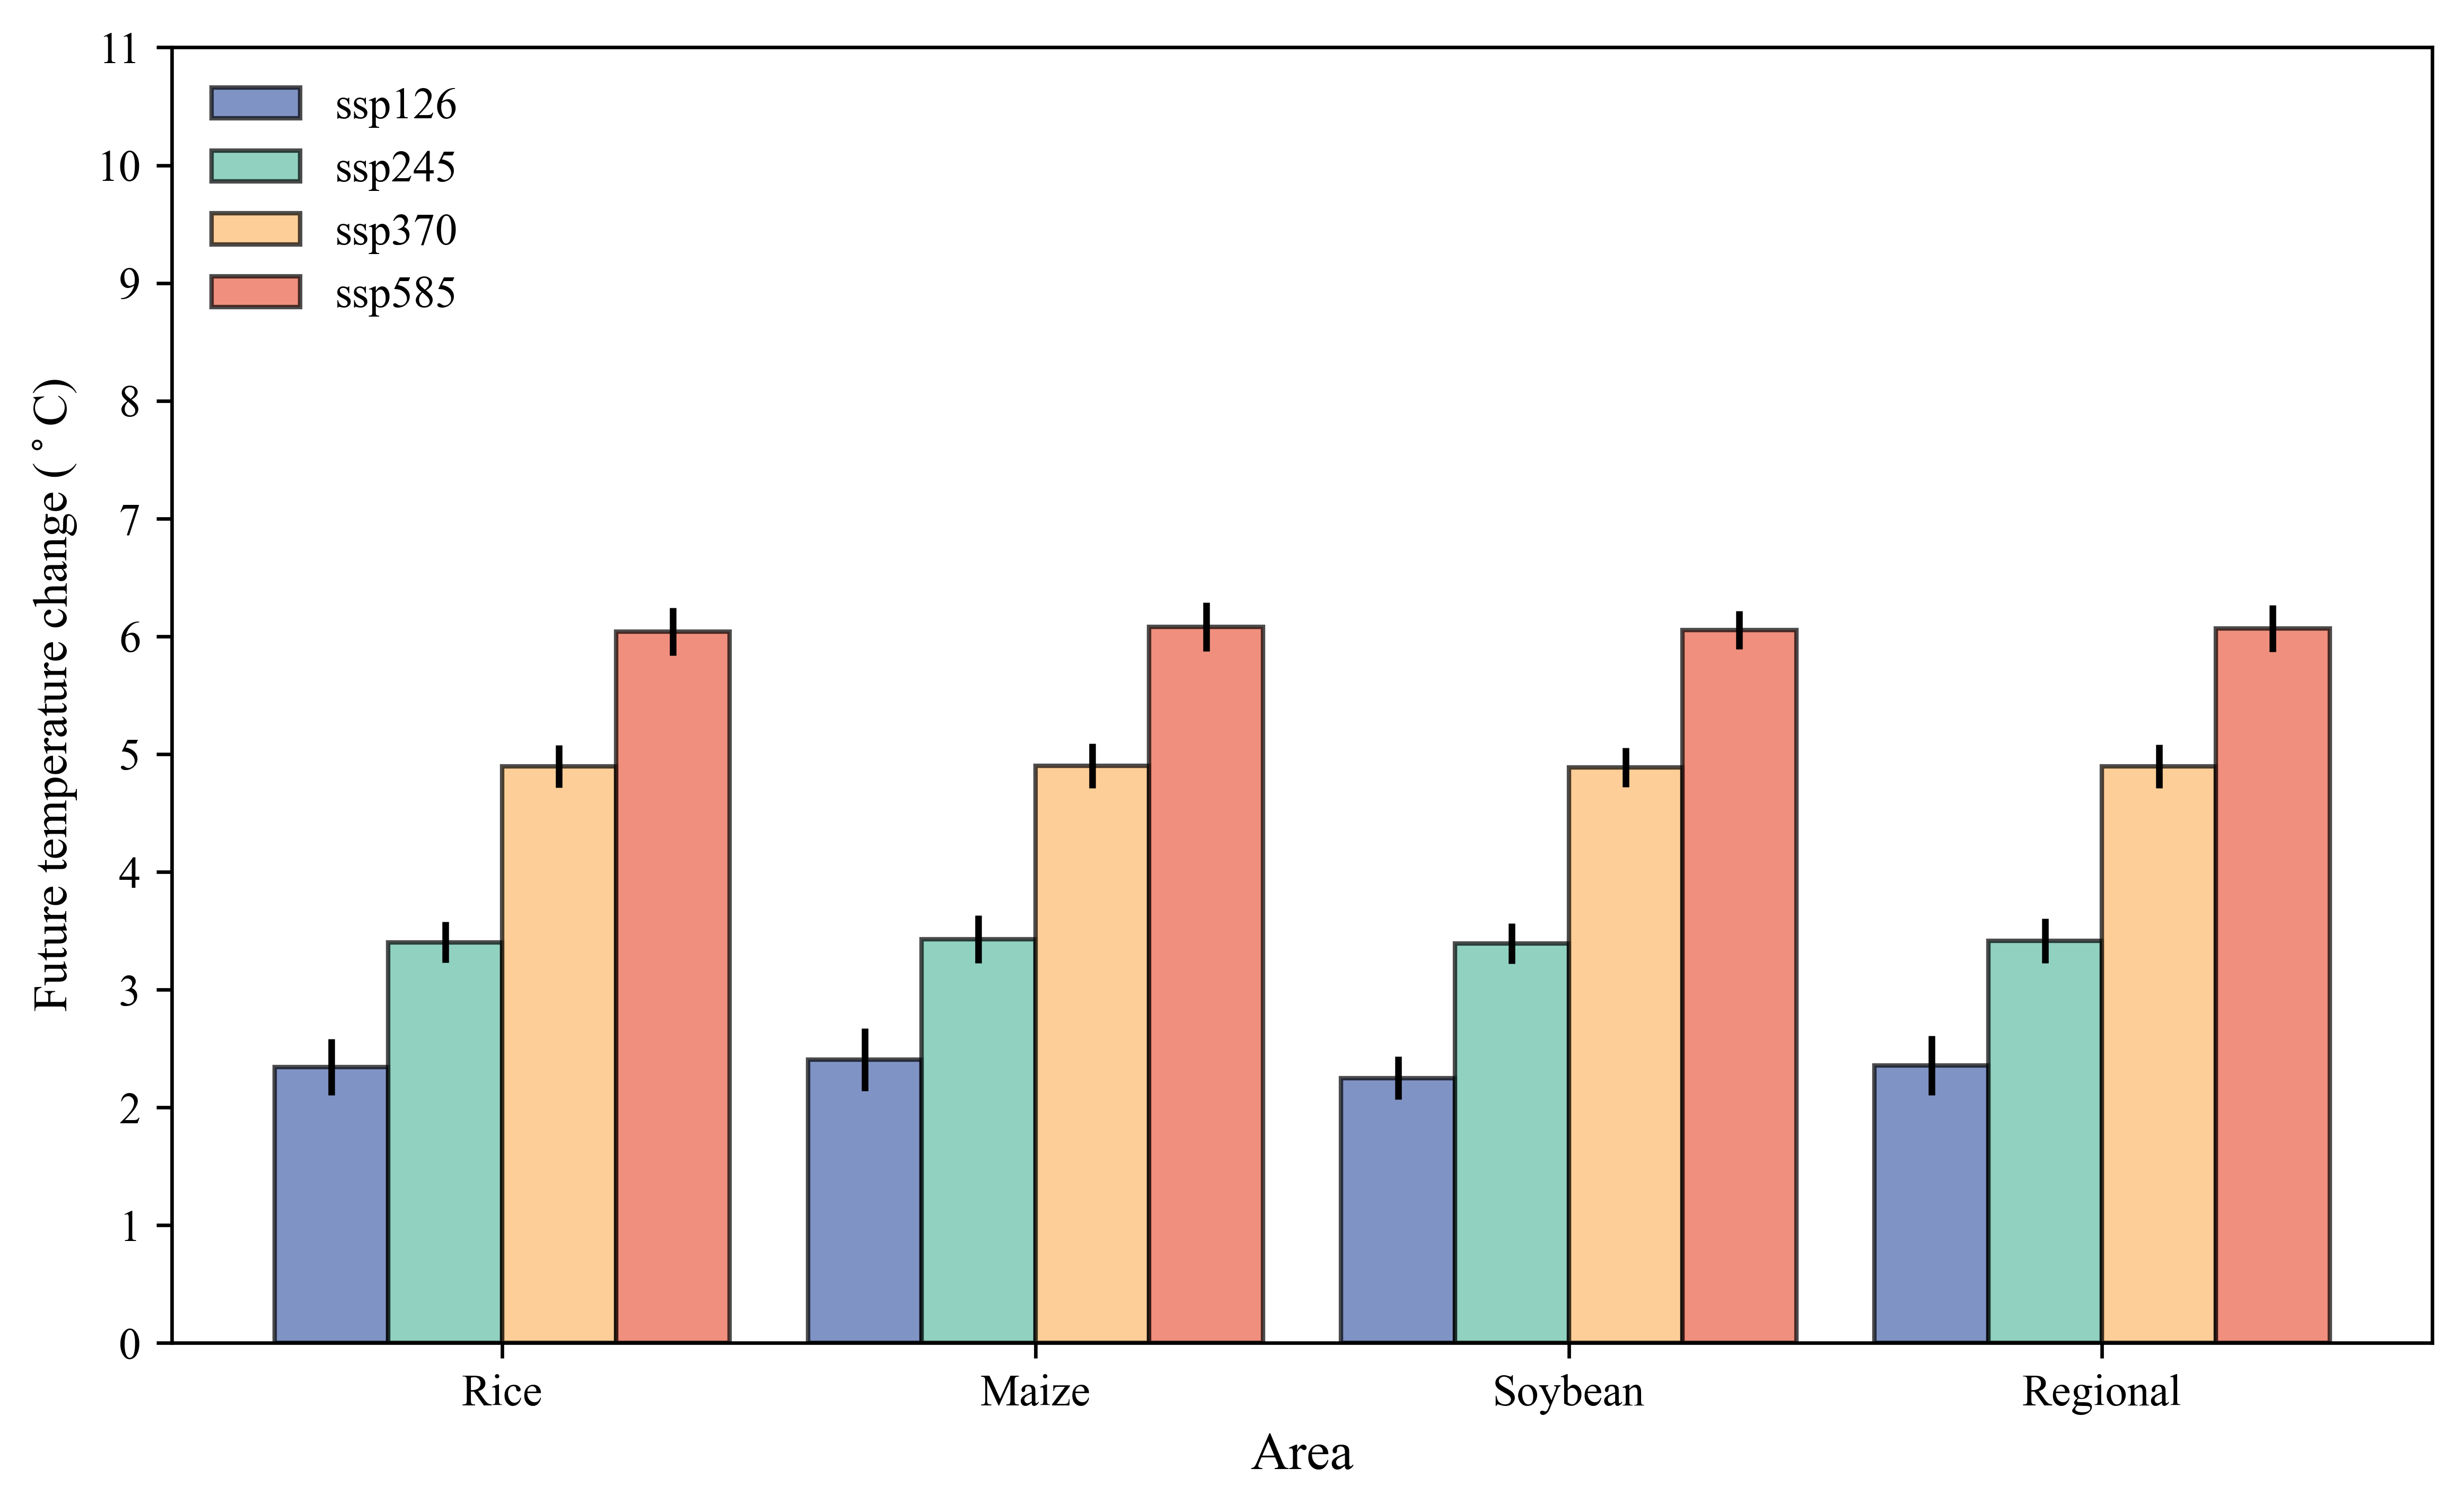 11
10
9
8
7
6
5
4
3
2
1
0
Future temperature change (°C)
ssp126
ssp245
ssp370
ssp585
Rice
Maize
Soybean
Regional
Area